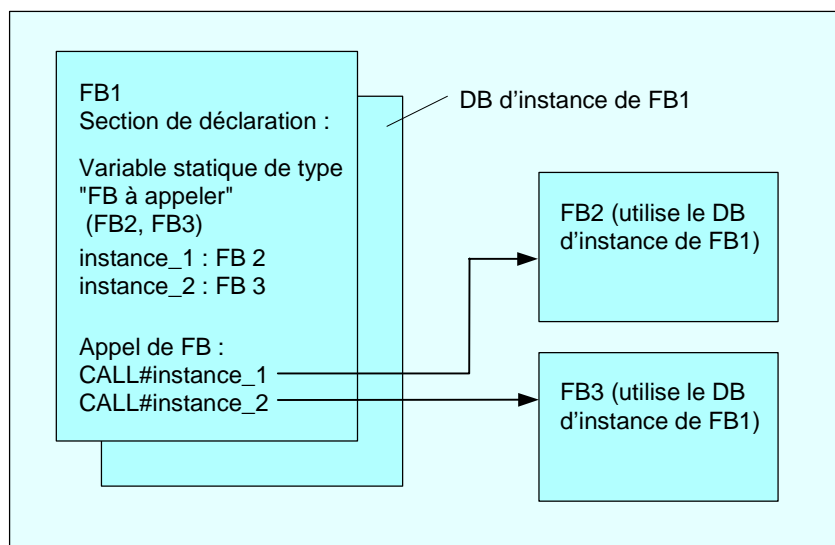 FB1
Section de déclaration :
Variable statique de type
"FB à appeler"
(FB2, FB3)
instance_1 : FB 2
instance_2 : FB 3
Appel de FB :
CALL#instance_1
CALL#instance_2
DB d'instance de FB1
FB2 (utilise le DB
d'instance de FB1)
FB3 (utilise le DB
d'instance de FB1)